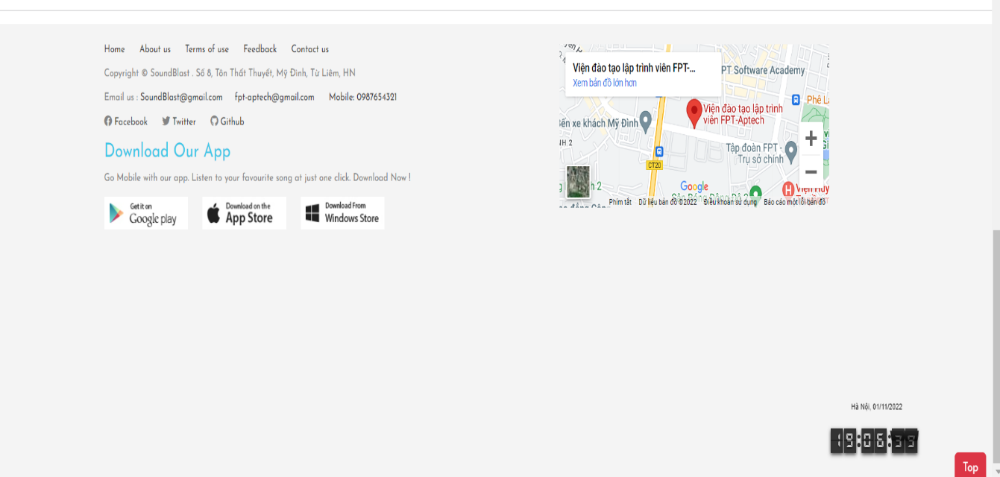 Home About us Terms of use Feedback Contact us
Copyright © SoundBlast . Số 8, Tôn Thất Thuyết, Mỹ Đình, Từ Liêm, HN
Email us : SoundBlast@gmail.com fpt-aptech@gmail.com Mobile: 0987654321
Facebook Twitter Github
Download Our App
Go Mobile with our app. Listen to your favourite song at just one click. Download Now !
Get it on
Google play
Download on the
App Store
Download From
Windows Store
Viện đào tạo lập trình viên FPT-...
Xem bản đồ lớn hơn
PT Software Academy
Phê L
Viện đào tạo lập trình
viên FPT-Aptech
Bến xe khách Mỹ Đình
NH 2
Tập đoàn FPT -
Trụ sở chính
CT20
h 2
Google
Phím tắt Dữ liệu bản đồ ©2022 Điều khoản sử dụng Báo cáo một lỗi bản đồ
Hà Nội, 01/11/2022
19:06:
Top